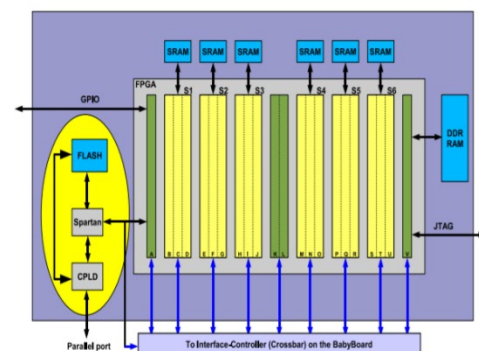 SRAM SRAM SRAM SRAM SRAM SRAM
FPGA
S1 S2 S3 S4 S5 S6
GPIO
FLASH
DDR
RAM
Spartan
JTAG
CPLD
A B C D E F G H I J K L M N O P Q R S T U V
Parallel port
To Interface-Controller (Crossbar) on the BabyBoard